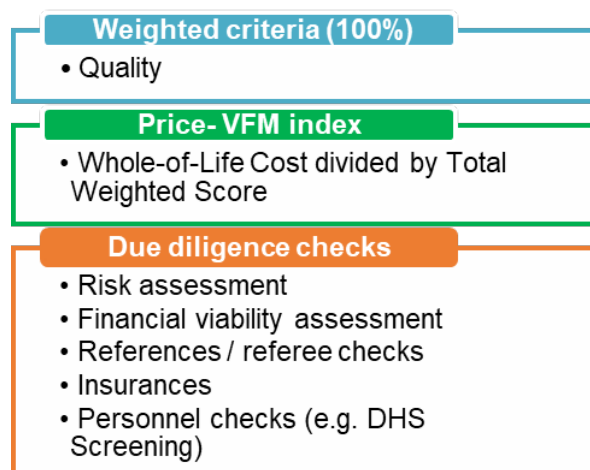 Weighted criteria (100%)
• Quality
Price- VFM index
• Whole-of-Life Cost divided by Total
Weighted Score
Due diligence checks
• Risk assessment
• Financial viability assessment
• References / referee checks
• Insurances
• Personnel checks (e.g. DHS
Screening)